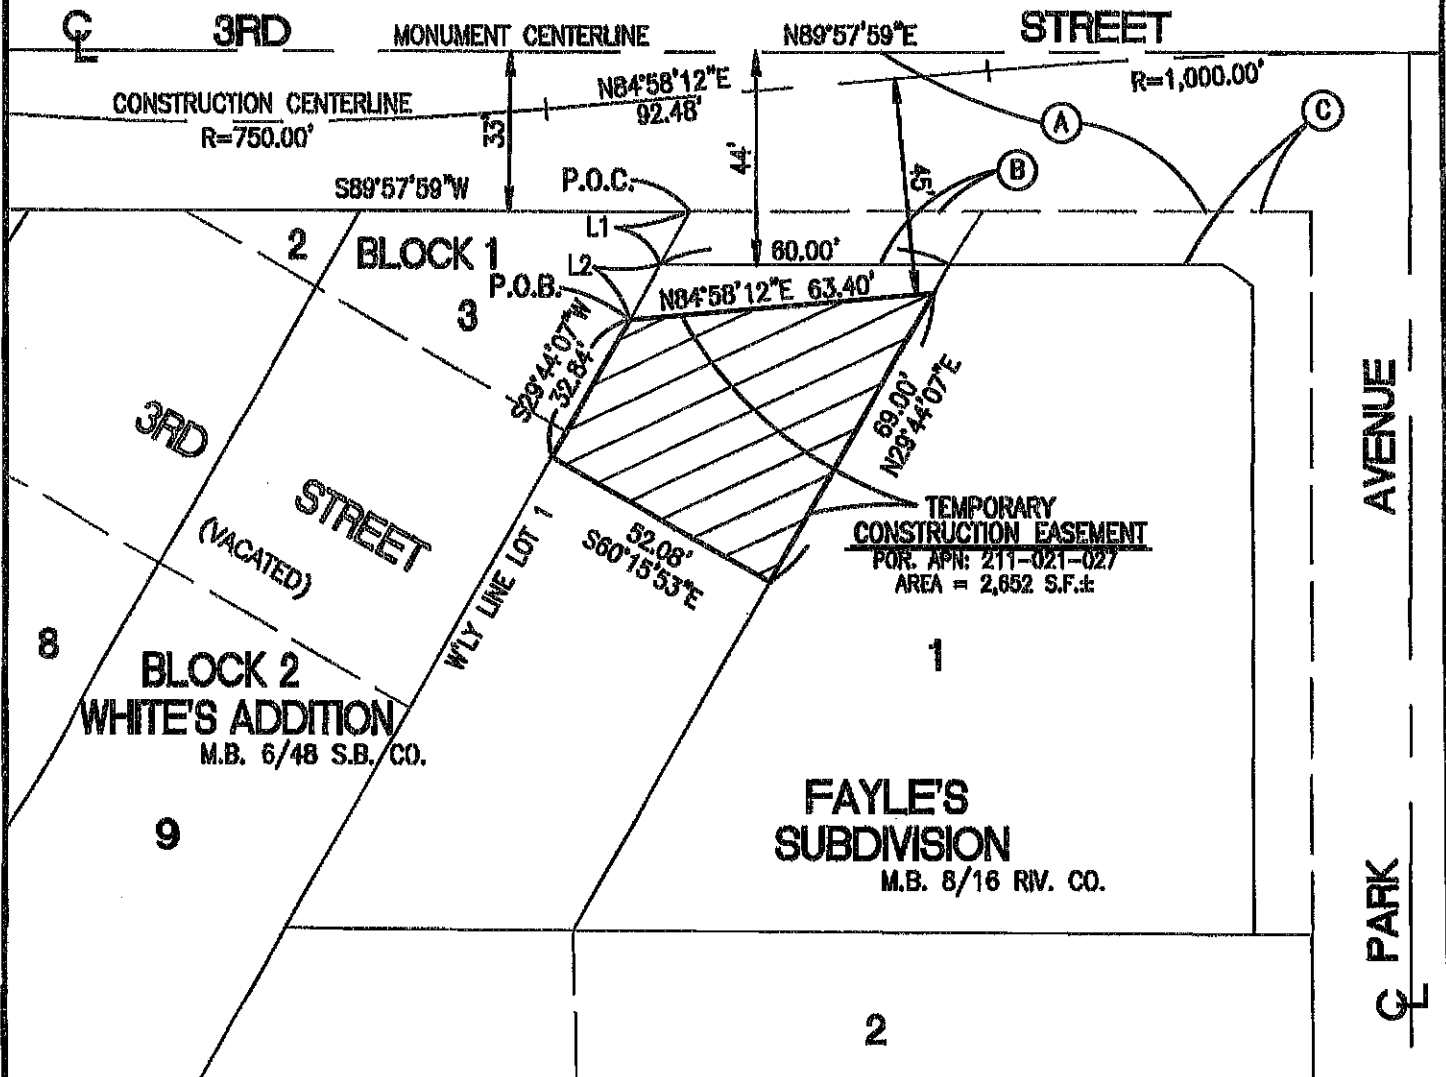 CL 3RD STREET
MONUMENT CENTERLINE
N89°57'59"E
CONSTRUCTION CENTERLINE
R=750.00'
N84°58'12"E
92.48'
R=1,000.00'
33'
44'
45'
A
B
C
S89°57'59"W
P.O.C.
L1
L2
P.O.B.
60.00'
N84°58'12"E 63.40'
2
BLOCK 1
3
S29°44'07"W
32.84'
69.00'
N29°44'07"E
52.08'
S60°15'53"E
TEMPORARY
CONSTRUCTION EASEMENT
POR. APN: 211-021-027
AREA = 2,652 S.F.±
3RD
STREET
(VACATED)
W'LY LINE LOT 1
8
BLOCK 2
WHITE'S ADDITION
M.B. 6/48 S.B. CO.
9
1
FAYLE'S
SUBDIVISION
M.B. 8/16 RIV. CO.
2
CL PARK AVENUE